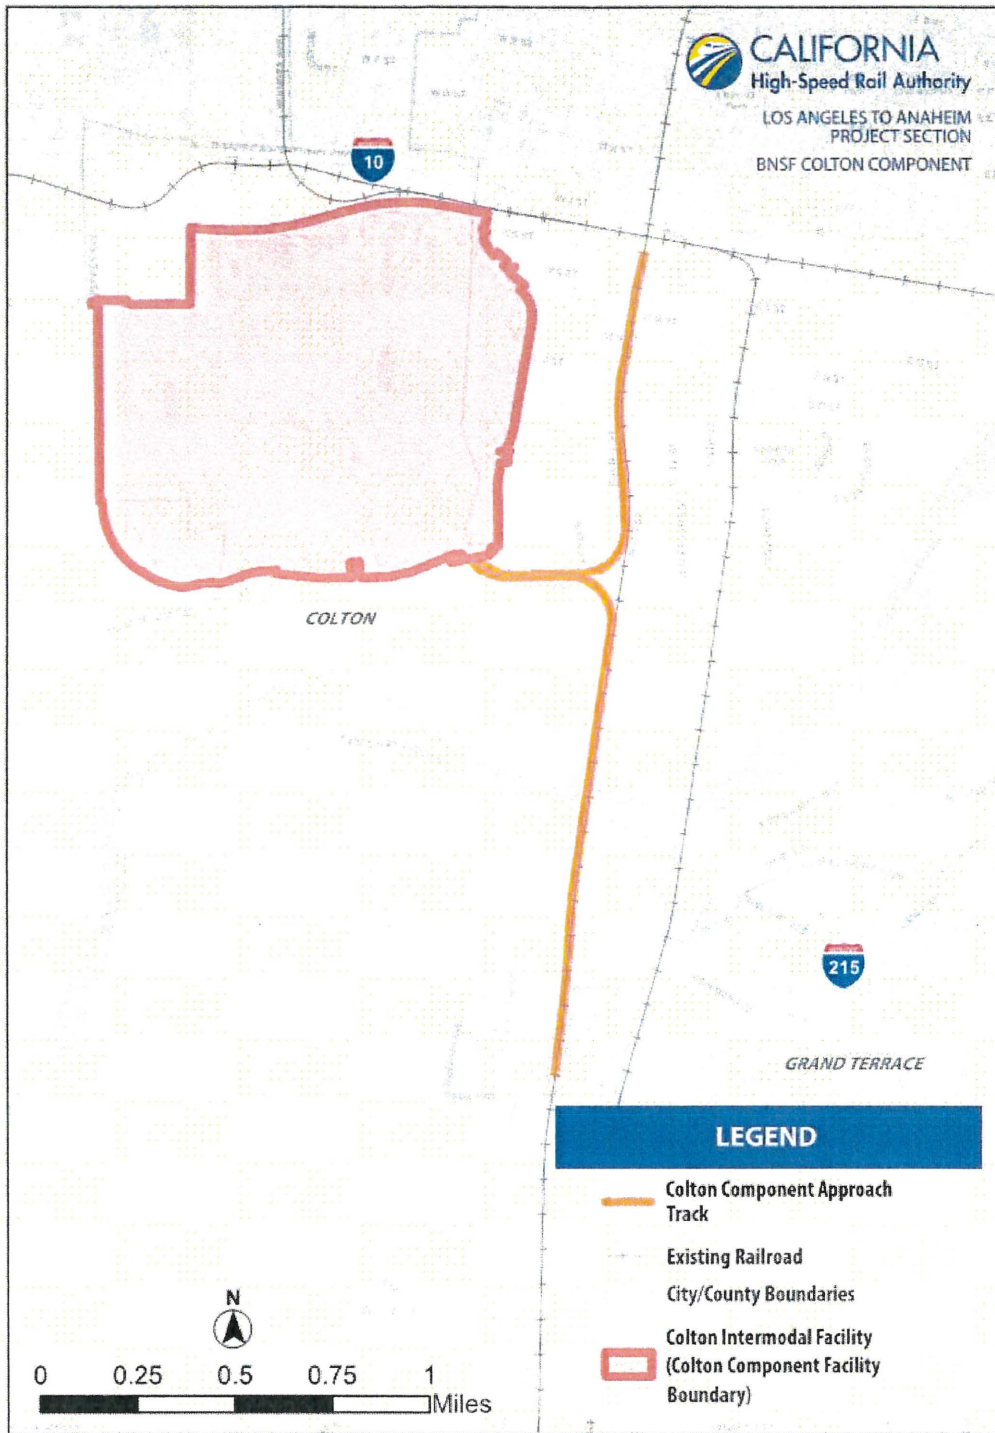 CALIFORNIA
High-Speed Rail Authority
LOS ANGELES TO ANAHEIM
PROJECT SECTION
BNSF COLTON COMPONENT
10
COLTON
215
GRAND TERRACE
LEGEND
Colton Component Approach
Track
Existing Railroad
City/County Boundaries
Colton Intermodal Facility
(Colton Component Facility
Boundary)
N
0 0.25 0.5 0.75 1
Miles